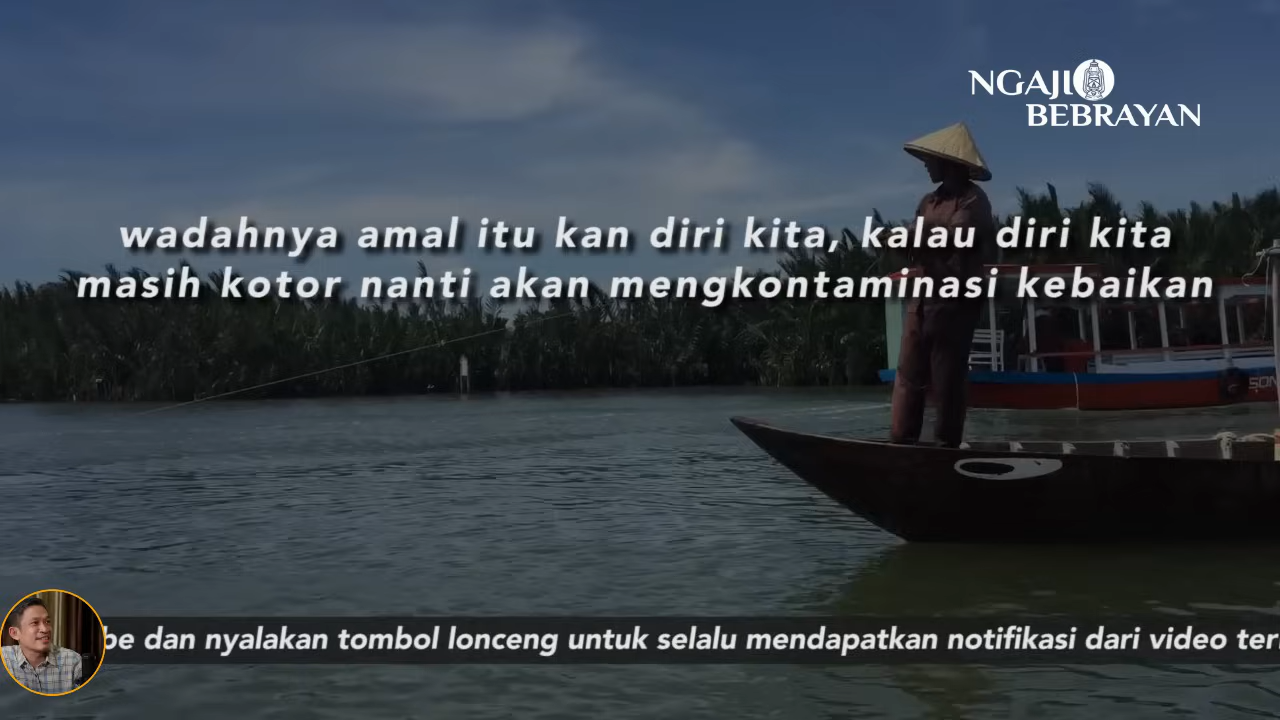 NGAJI
BEBRAYAN
wadahnya amal itu kan diri kita, kalau diri kita
masih kotor nanti akan mengkontaminasi kebaikan
be dan nyalakan tombol lonceng untuk selalu mendapatkan notifikasi dari video ter